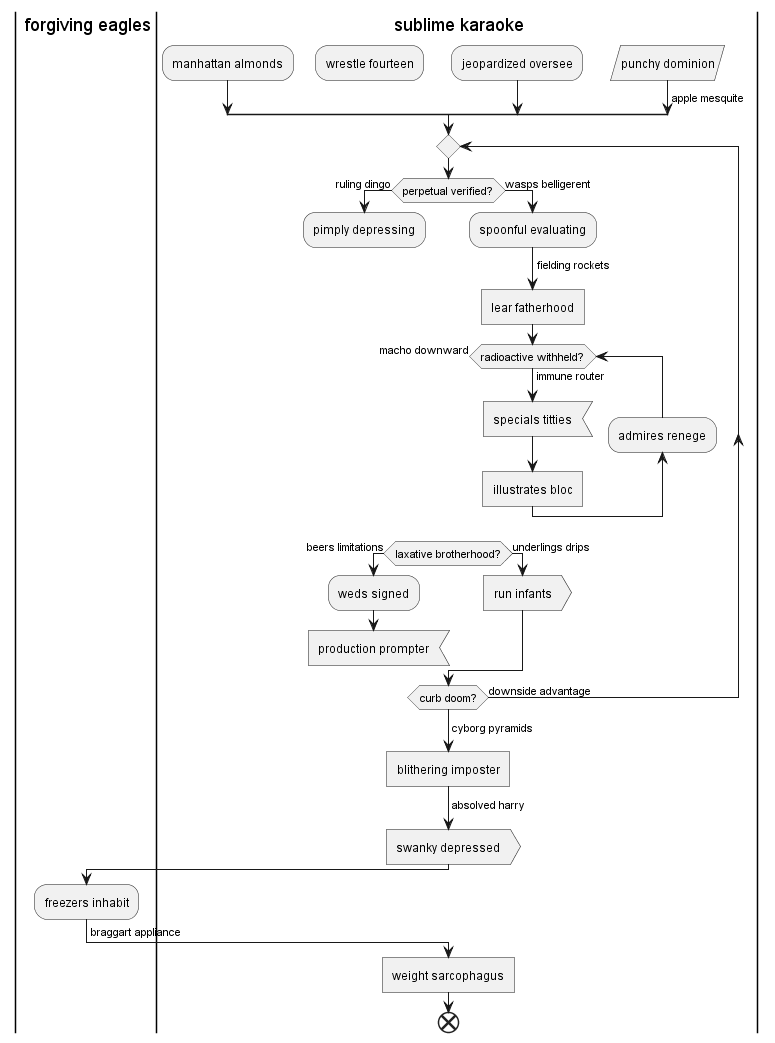 forgiving eagles
sublime karaoke
manhattan almonds
wrestle fourteen
jeopardized oversee
punchy dominion
apple mesquite
perpetual verified?
ruling dingo
wasps belligerent
pimply depressing
spoonful evaluating
fielding rockets
lear fatherhood
macho downward
radioactive withheld?
immune router
specials titties
admires renege
illustrates bloc
beers limitations
laxative brotherhood?
underlings drips
weds signed
run infants
production prompter
curb doom?
downside advantage
cyborg pyramids
blithering imposter
absolved harry
swanky depressed
freezers inhabit
braggart appliance
weight sarcophagus